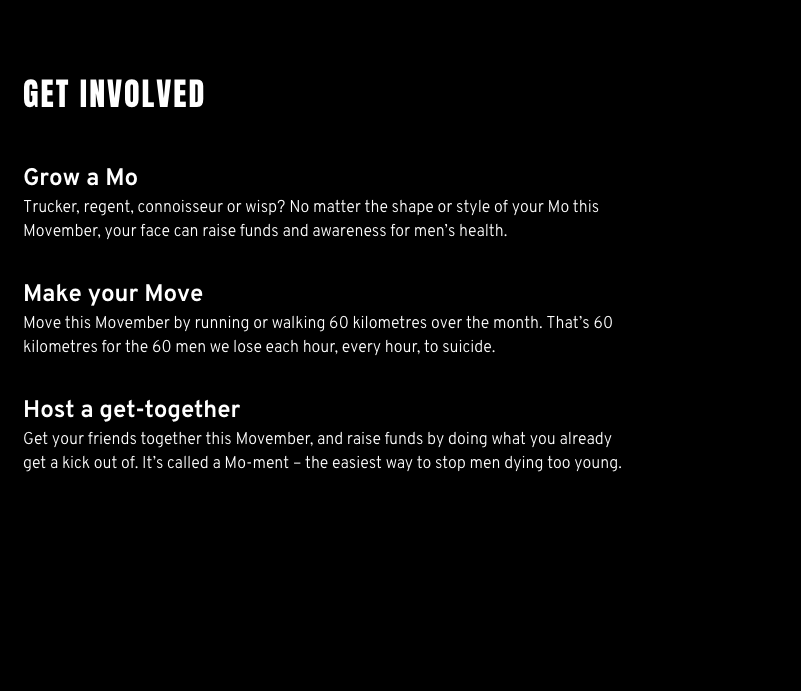 GET INVOLVED
Grow a Mo
Trucker, regent, connoisseur or wisp? No matter the shape or style of your Mo this
Movember, your face can raise funds and awareness for men’s health.
Make your Move
Move this Movember by running or walking 60 kilometres over the month. That’s 60
kilometres for the 60 men we lose each hour, every hour, to suicide.
Host a get-together
Get your friends together this Movember, and raise funds by doing what you already
get a kick out of. It’s called a Mo-ment – the easiest way to stop men dying too young.